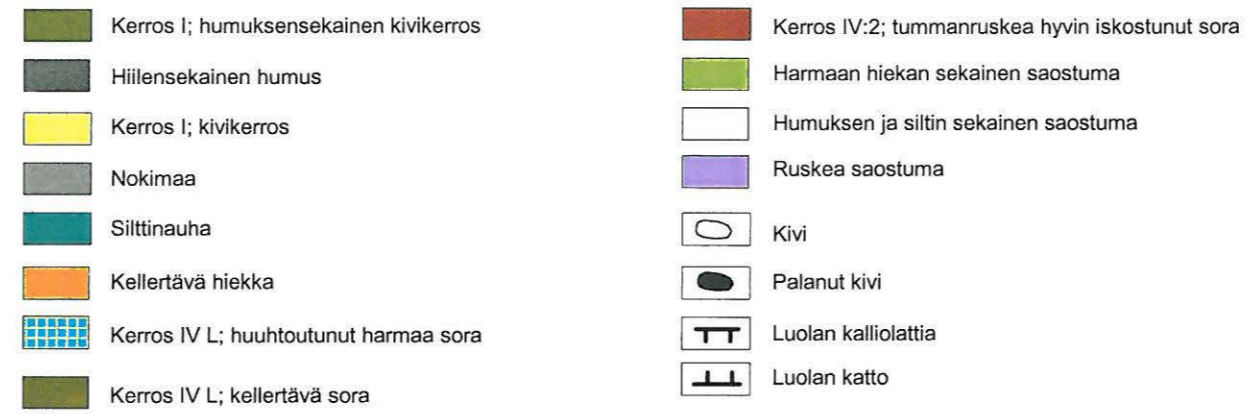 Kerros I; humuksensekainen kivikerros
Hiilensekainen humus
Kerros I; kivikerros
Nokimaa
Silttinauha
Kellertävä hiekka
Kerros IV L; huuhtoutunut harmaa sora
Kerros IV L; kellertävä sora
Kerros IV:2; tummanruskea hyvin iskostunut sora
Harmaan hiekan sekainen saostuma
Humuksen ja siltin sekainen saostuma
Ruskea saostuma
Kivi
Palanut kivi
Luolan kalliolattia
Luolan katto